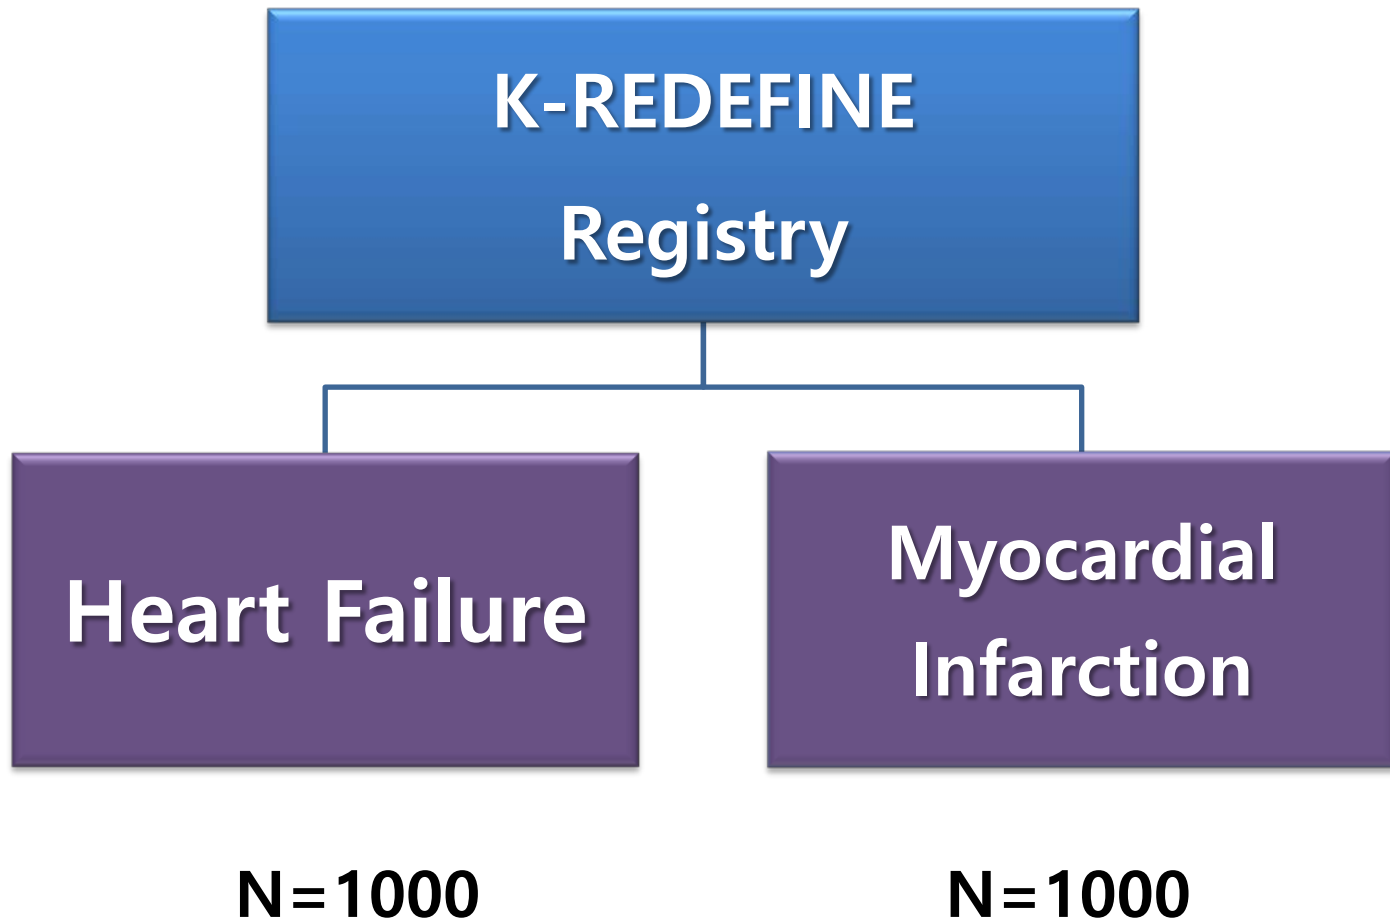 K-REDEFINE
Registry
Heart Failure
Myocardial
Infarction
N=1000
N=1000